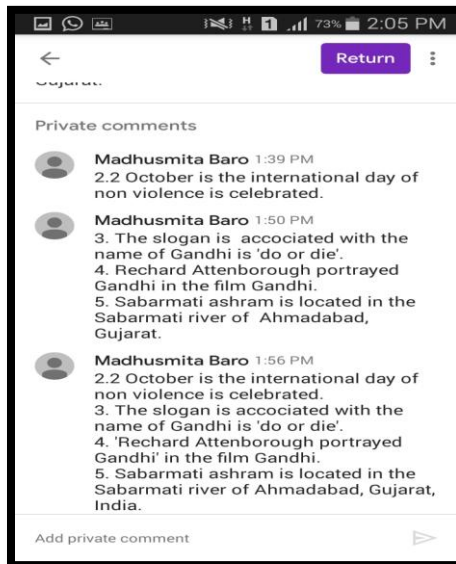 73% 2:05 PM
Return
Gujarat.
Private comments
Madhusmita Baro 1:39 PM
2.2 October is the international day of
non violence is celebrated.
Madhusmita Baro 1:50 PM
3. The slogan is accociated with the
name of Gandhi is 'do or die'.
4. Rechard Attenborough portrayed
Gandhi in the film Gandhi.
5. Sabarmati ashram is located in the
Sabarmati river of Ahmadabad,
Gujarat.
Madhusmita Baro 1:56 PM
2.2 October is the international day of
non violence is celebrated.
3. The slogan is accociated with the
name of Gandhi is 'do or die'.
4. 'Rechard Attenborough portrayed
Gandhi' in the film Gandhi.
5. Sabarmati ashram is located in the
Sabarmati river of Ahmadabad, Gujarat,
India.
Add private comment